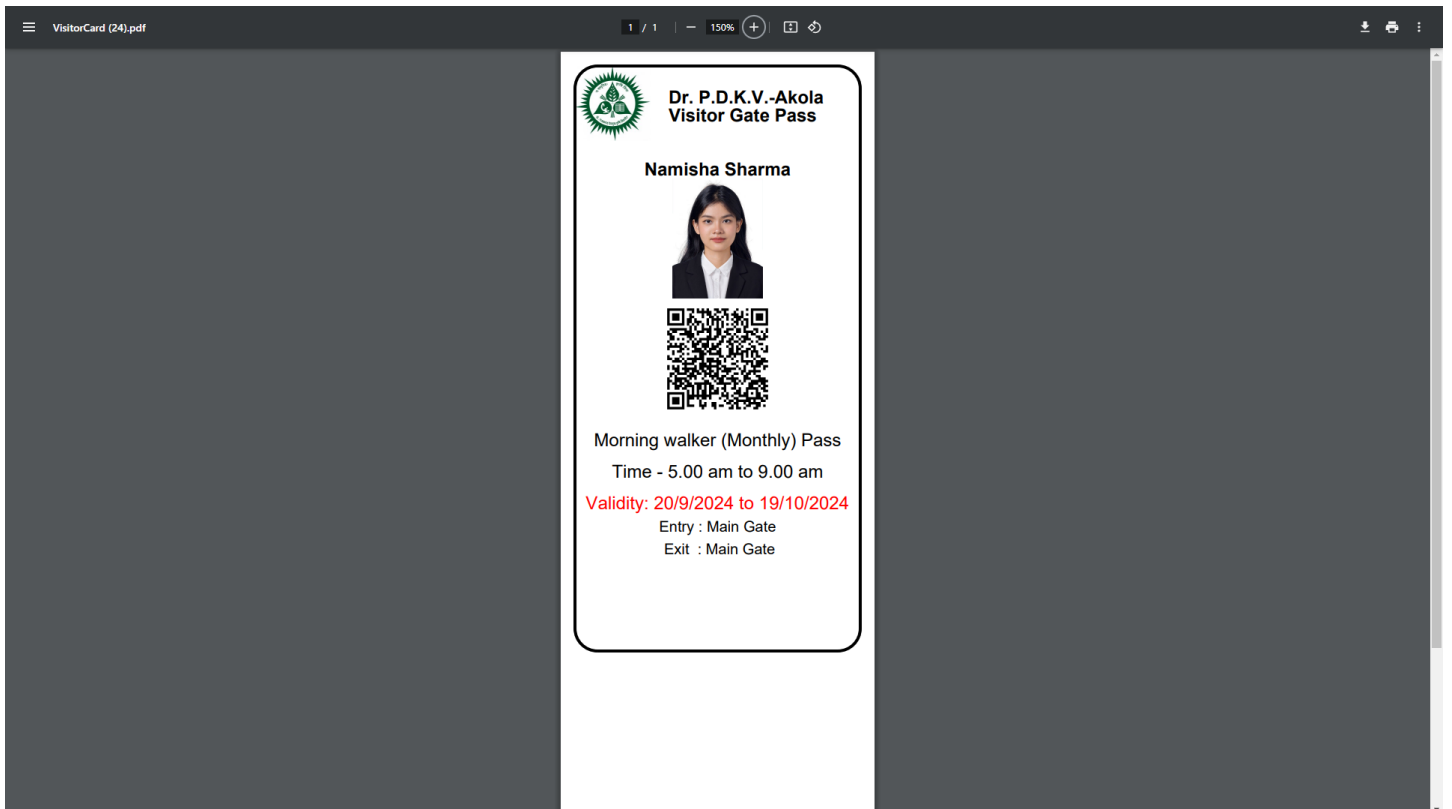 VisitorCard (24).pdf
1 / 1
150%
Dr. P.D.K.V.-Akola
Visitor Gate Pass
Namisha Sharma
Morning walker (Monthly) Pass
Time - 5.00 am to 9.00 am
Validity: 20/9/2024 to 19/10/2024
Entry : Main Gate
Exit : Main Gate